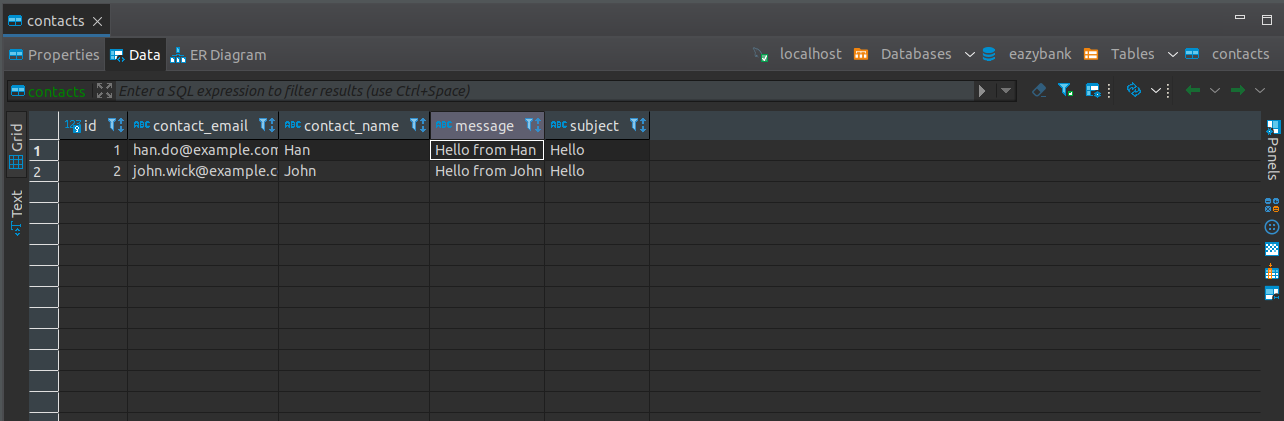 contacts
Properties Data ER Diagram localhost Databases eazybank Tables contacts
contacts Enter a SQL expression to filter results (use Ctrl+Space)
Grid
Text
123 id ABC contact_email ABC contact_name ABC message ABC subject
1 1 han.do@example.com Han Hello from Han Hello
2 2 john.wick@example.c John Hello from John Hello
Panels